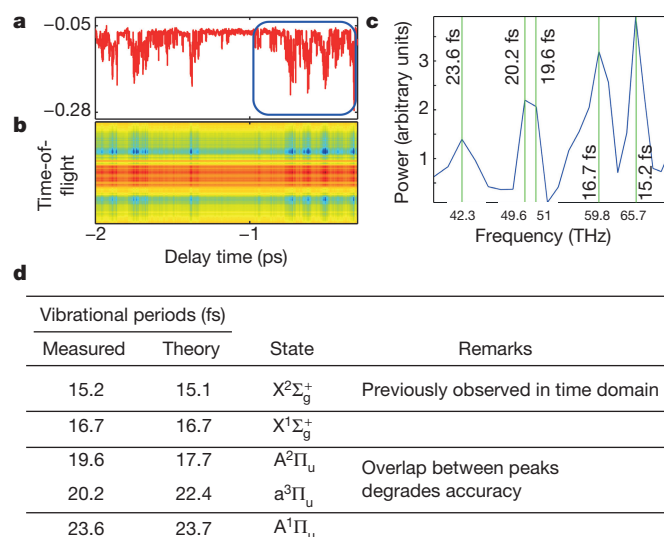 a
−0.05
−0.28
b
Time-of-
flight
−2
−1
Delay time (ps)
c
Power (arbitrary units)
3
2
1
23.6 fs
20.2 fs
19.6 fs
16.7 fs
15.2 fs
42.3
49.6
51
59.8
65.7
Frequency (THz)
d
Vibrational periods (fs)
Measured Theory State Remarks
15.2 15.1 X²Σg⁺ Previously observed in time domain
16.7 16.7 X¹Σg⁺
19.6 17.7 A²Πu Overlap between peaks
20.2 22.4 a³Πu degrades accuracy
23.6 23.7 A¹Πu